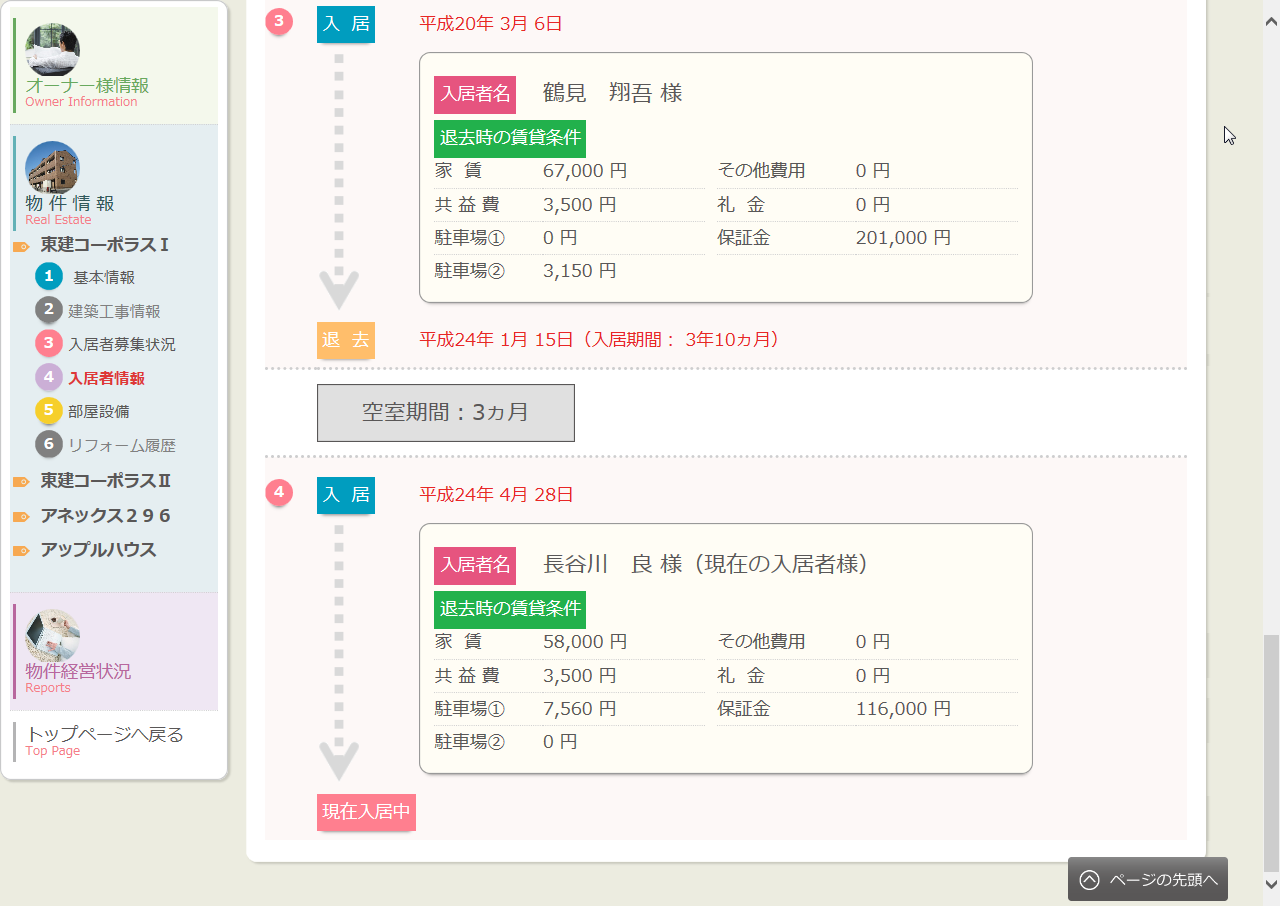 オーナー様情報
Owner Information
物 件 情 報
Real Estate
東建コーポラスⅠ
1 基本情報
2 建築工事情報
3 入居者募集状況
4 入居者情報
5 部屋設備
6 リフォーム履歴
東建コーポラスⅡ
アネックス２９６
アップルハウス
物件経営状況
Reports
トップページへ戻る
Top Page
3 入 居 平成20年 3月 6日
入居者名 鶴見　翔吾 様
退去時の賃貸条件
家 賃 67,000 円 その他費用 0 円
共 益 費 3,500 円 礼 金 0 円
駐車場① 0 円 保証金 201,000 円
駐車場② 3,150 円
退 去 平成24年 1月 15日（入居期間： 3年10ヵ月）
空室期間：3ヵ月
4 入 居 平成24年 4月 28日
入居者名 長谷川　良 様（現在の入居者様）
退去時の賃貸条件
家 賃 58,000 円 その他費用 0 円
共 益 費 3,500 円 礼 金 0 円
駐車場① 7,560 円 保証金 116,000 円
駐車場② 0 円
現在入居中
ページの先頭へ